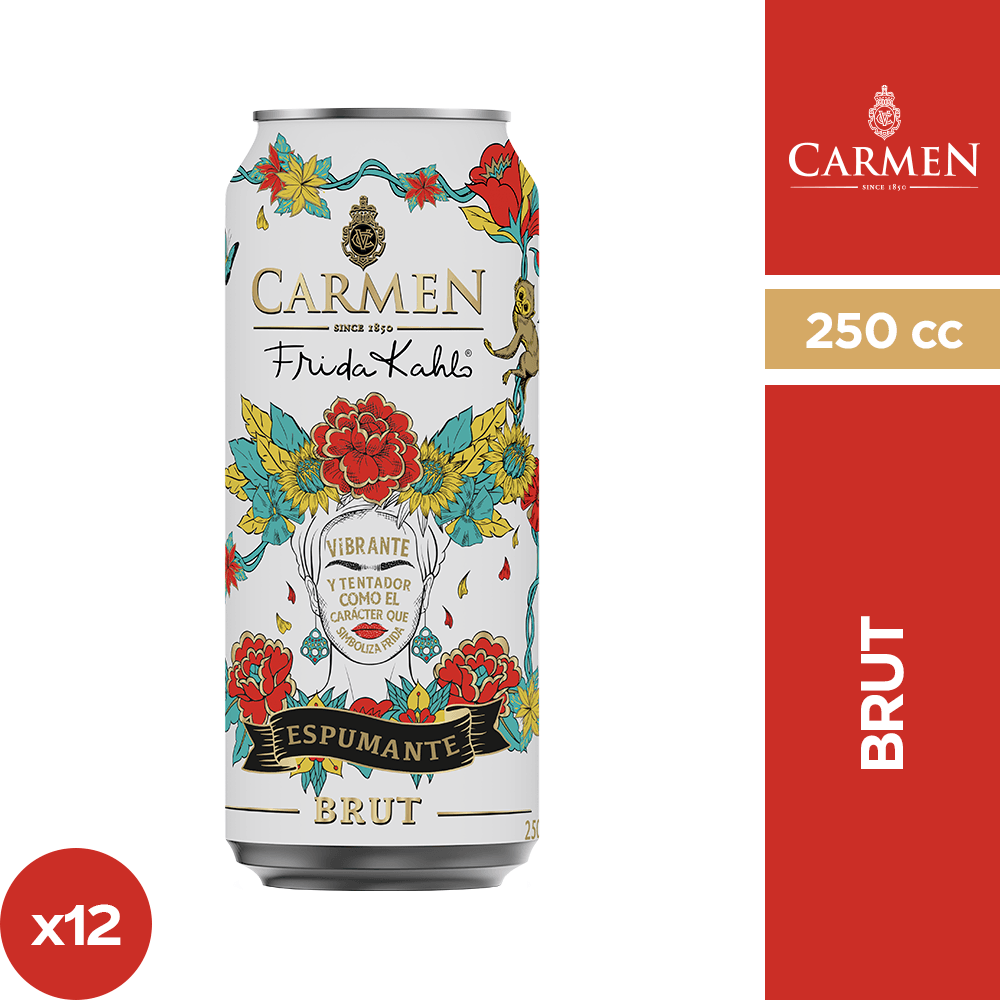 CARMEN
SINCE 1850
Frida Kahlo®
ViBRANTE
Y TENTADOR
COMO EL
CARÁCTER QUE
SIMBOLIZA FRIDA
ESPUMANTE
BRUT
250
x12
CARMEN
SINCE 1850
250 cc
BRUT